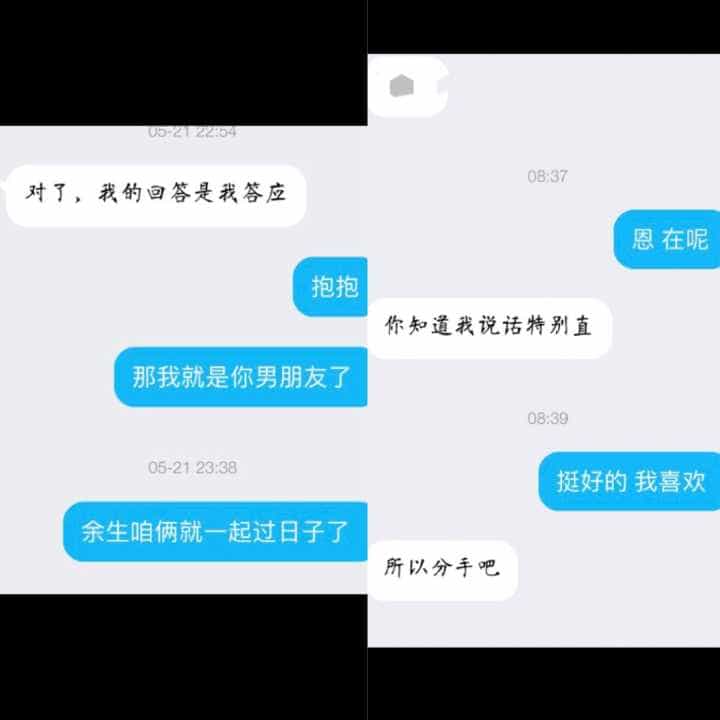 05-21 22:54
对了，我的回答是我答应
抱抱
那我就是你男朋友了
05-21 23:38
余生咱俩就一起过日子了
08:37
恩 在呢
你知道我说话特别直
08:39
挺好的 我喜欢
所以分手吧